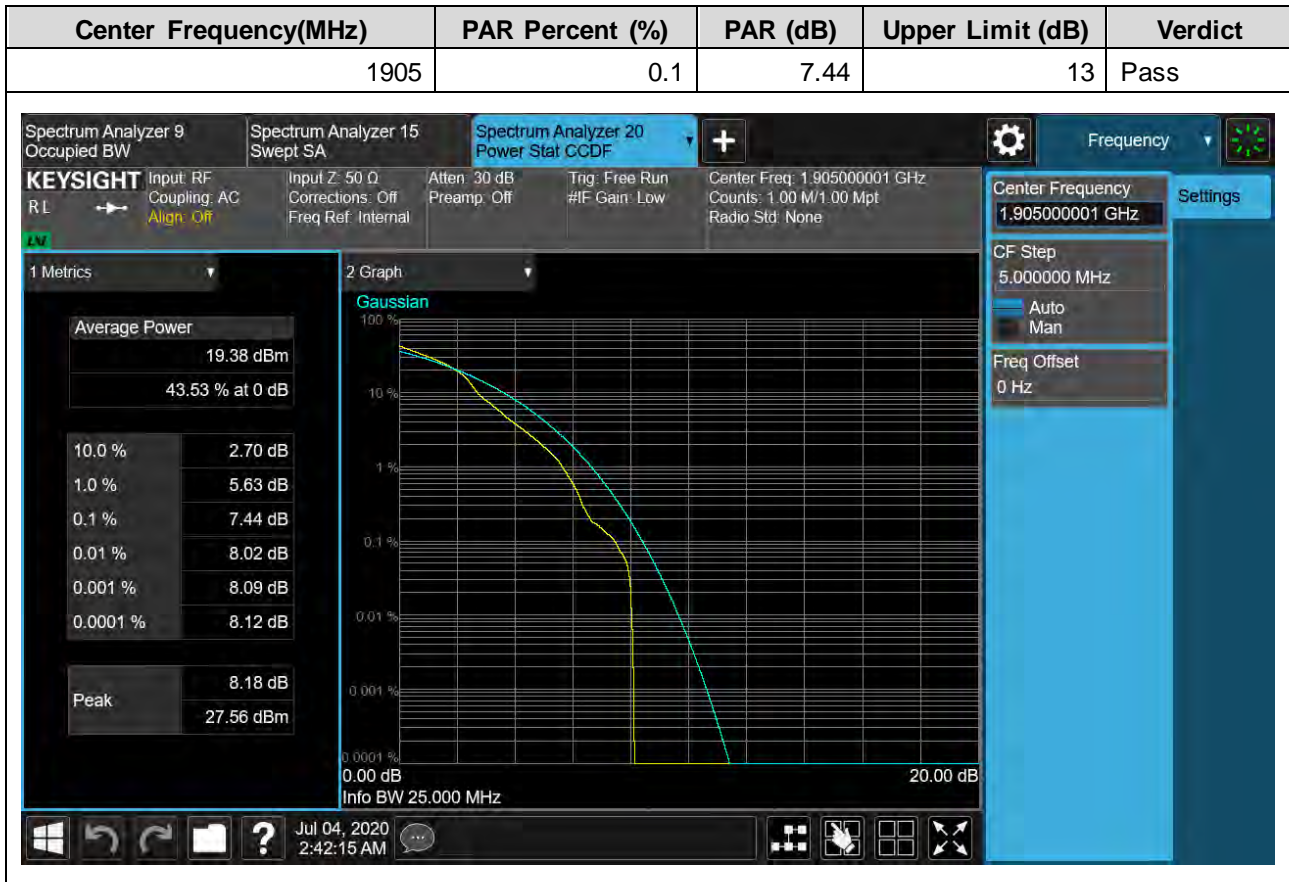 Center Frequency(MHz) PAR Percent (%) PAR (dB) Upper Limit (dB) Verdict
1905 0.1 7.44 13 Pass
Spectrum Analyzer 9 Spectrum Analyzer 15 Spectrum Analyzer 20 Frequency
Occupied BW Swept SA Power Stat CCDF
KEYSIGHT Input: RF Input Z: 50 Ω Atten: 30 dB Trig: Free Run Center Freq: 1.905000001 GHz
RL Coupling: AC Corrections: Off Preamp: Off #IF Gain: Low Counts: 1.00 M/1.00 Mpt
Align: Off Freq Ref: Internal Radio Std: None
LXI
Center Frequency Settings
1.905000001 GHz
CF Step
5.000000 MHz
Auto
Man
Freq Offset
0 Hz
1 Metrics
Average Power
19.38 dBm
43.53 % at 0 dB
10.0 % 2.70 dB
1.0 % 5.63 dB
0.1 % 7.44 dB
0.01 % 8.02 dB
0.001 % 8.09 dB
0.0001 % 8.12 dB
Peak 8.18 dB
27.56 dBm
2 Graph
Gaussian
100 %
10 %
1 %
0.1 %
0.01 %
0.001 %
0.0001 %
0.00 dB 20.00 dB
Info BW 25.000 MHz
? Jul 04, 2020
2:42:15 AM